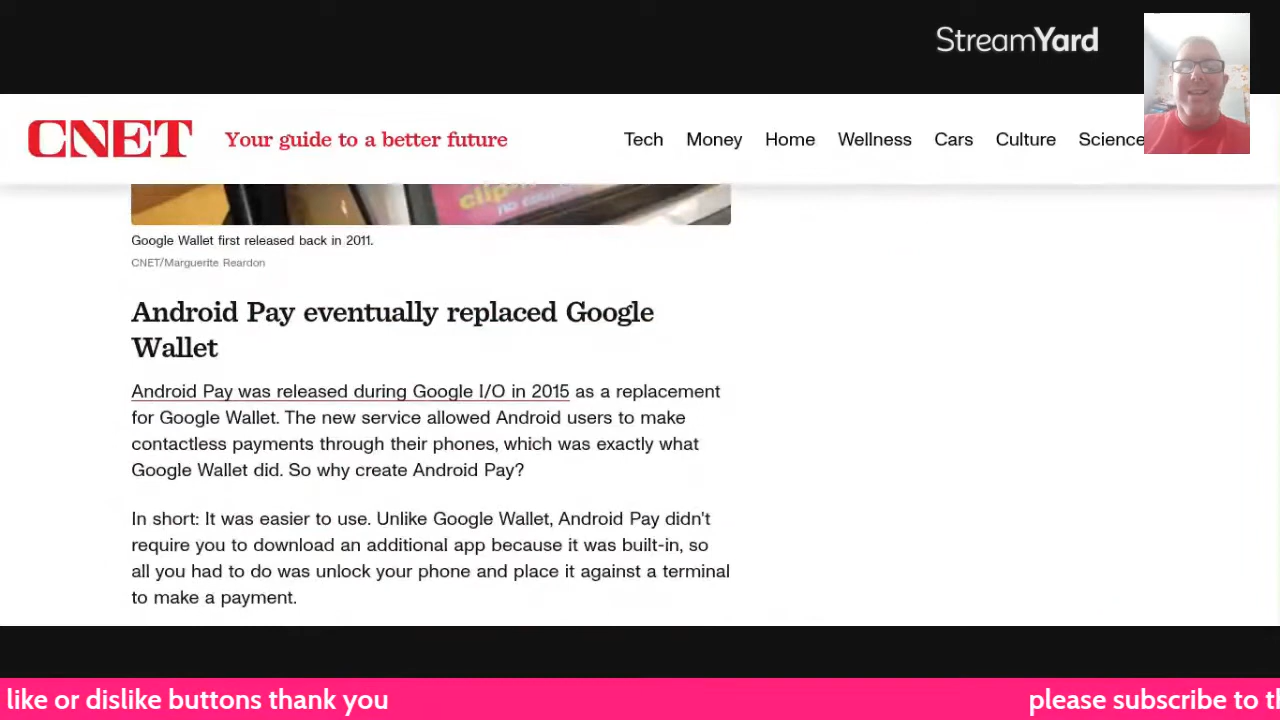 StreamYard
CNET
Your guide to a better future
Tech Money Home Wellness Cars Culture Science
clip-n
no coupo
Google Wallet first released back in 2011.
CNET/Marguerite Reardon
Android Pay eventually replaced Google
Wallet
Android Pay was released during Google I/O in 2015 as a replacement
for Google Wallet. The new service allowed Android users to make
contactless payments through their phones, which was exactly what
Google Wallet did. So why create Android Pay?
In short: It was easier to use. Unlike Google Wallet, Android Pay didn't
require you to download an additional app because it was built-in, so
all you had to do was unlock your phone and place it against a terminal
to make a payment.
like or dislike buttons thank you
please subscribe to th